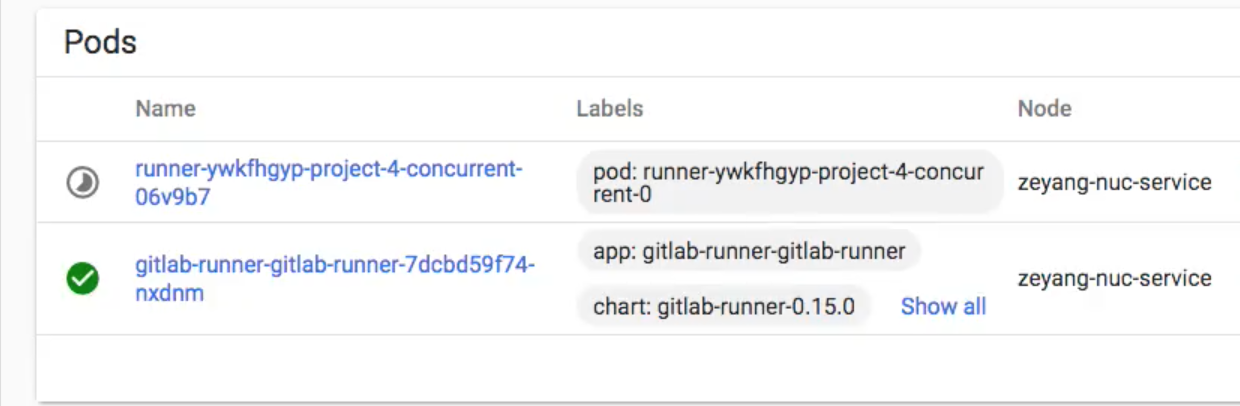 Pods
Name Labels Node
runner-ywkfhgyp-project-4-concurrent-
06v9b7
pod: runner-ywkfhgyp-project-4-concur
rent-0
zeyang-nuc-service
gitlab-runner-gitlab-runner-7dcbd59f74-
nxdnm
app: gitlab-runner-gitlab-runner
chart: gitlab-runner-0.15.0 Show all
zeyang-nuc-service